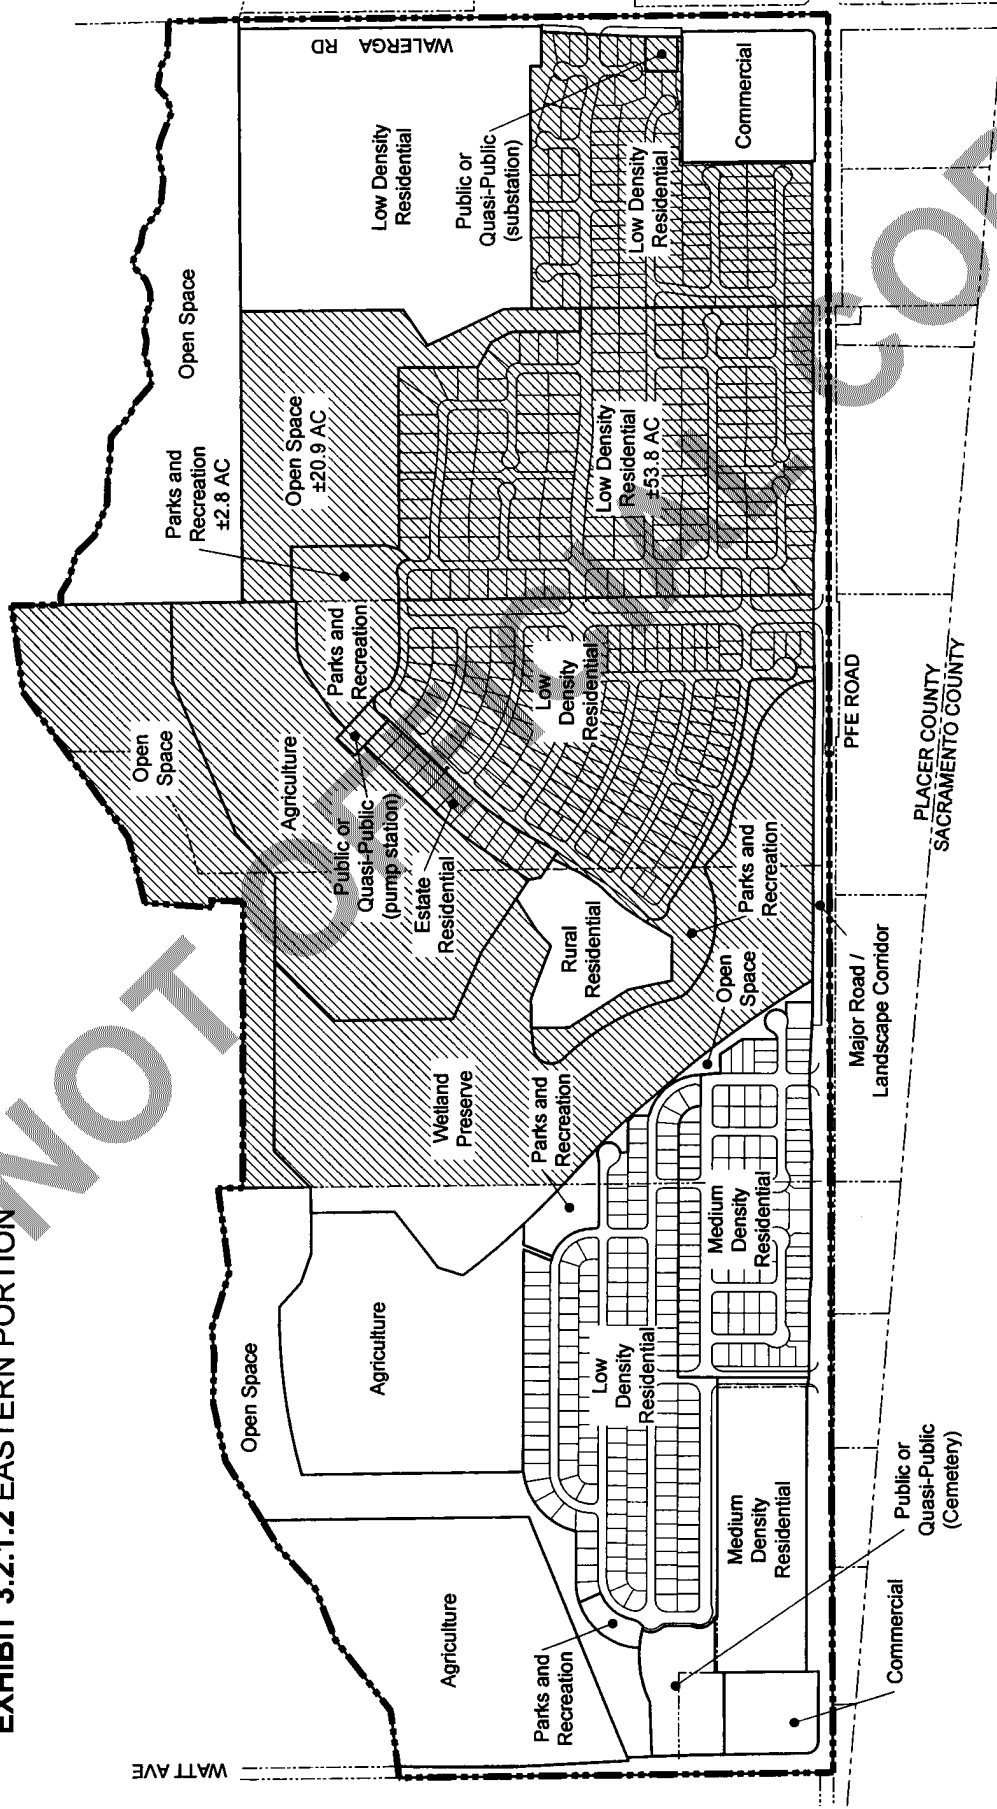 EXHIBIT 3.2.1.2 EASTERN PORTION
WATT AVE
WALERGA RD
Open Space
Parks and
Recreation
±2.8 AC
Open Space
±20.9 AC
Low Density
Residential
Public or
Quasi-Public
(substation)
Low Density
Residential
Commercial
Low Density
Residential
±53.8 AC
Parks and
Recreation
Low
Density
Residential
Open
Space
Agriculture
Public or
Quasi-Public
(pump station)
Estate
Residential
Rural
Residential
Parks and
Recreation
Open
Space
Wetland
Preserve
Parks and
Recreation
Medium
Density
Residential
Major Road /
Landscape Corridor
PFE ROAD
PLACER COUNTY
SACRAMENTO COUNTY
Open Space
Agriculture
Low
Density
Residential
Agriculture
Parks and
Recreation
Medium
Density
Residential
Public or
Quasi-Public
(Cemetery)
Commercial
NOT